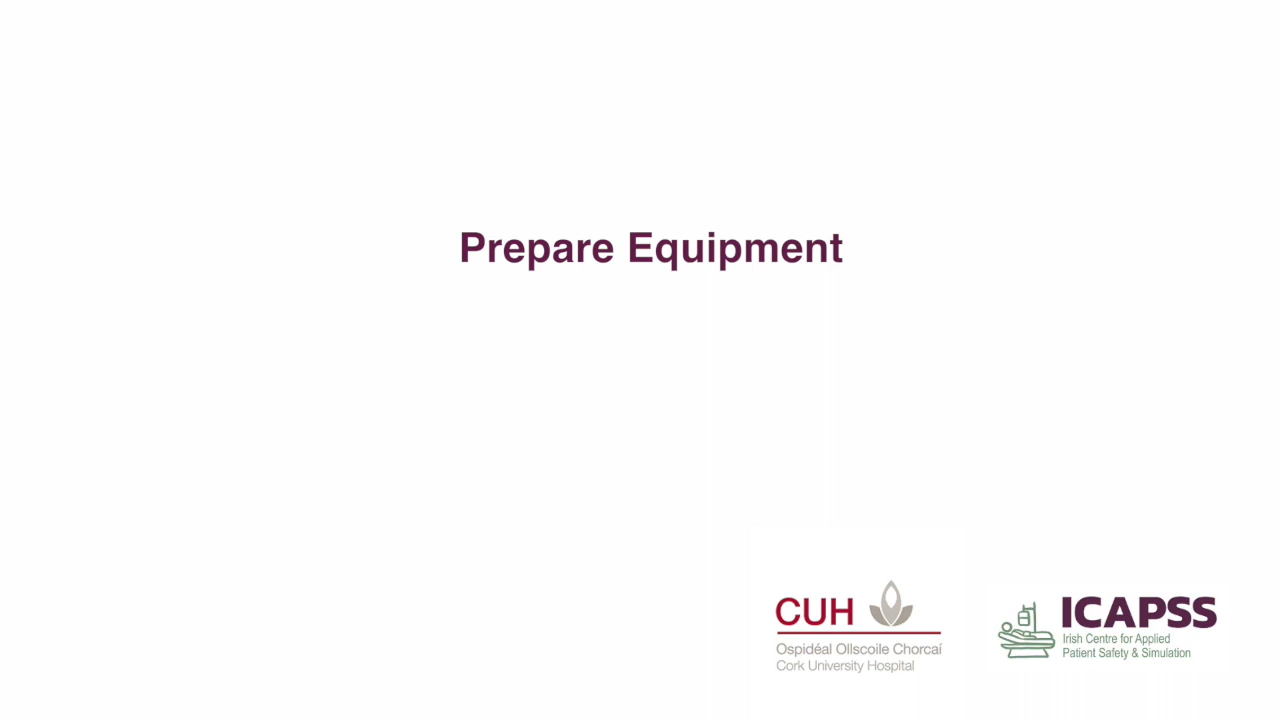 Prepare Equipment
CUH
Ospidéal Ollscoile Chorcaí
Cork University Hospital
ICAPSS
Irish Centre for Applied
Patient Safety & Simulation